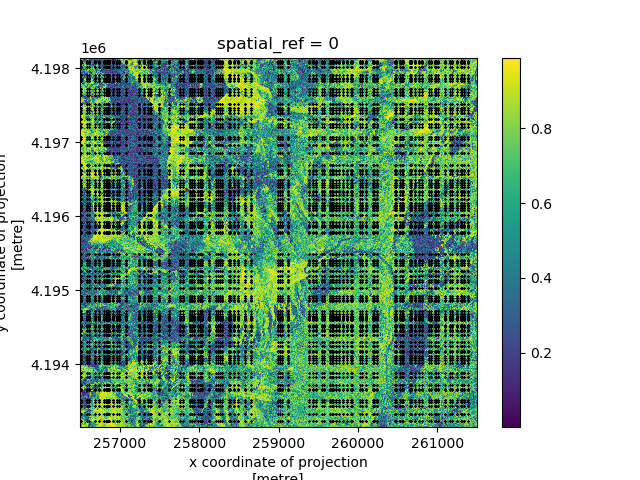 spatial_ref = 0
1e6
4.198
4.197
4.196
4.195
4.194
y coordinate of projection
[metre]
257000 258000 259000 260000 261000
x coordinate of projection
[metre]
0.8
0.6
0.4
0.2